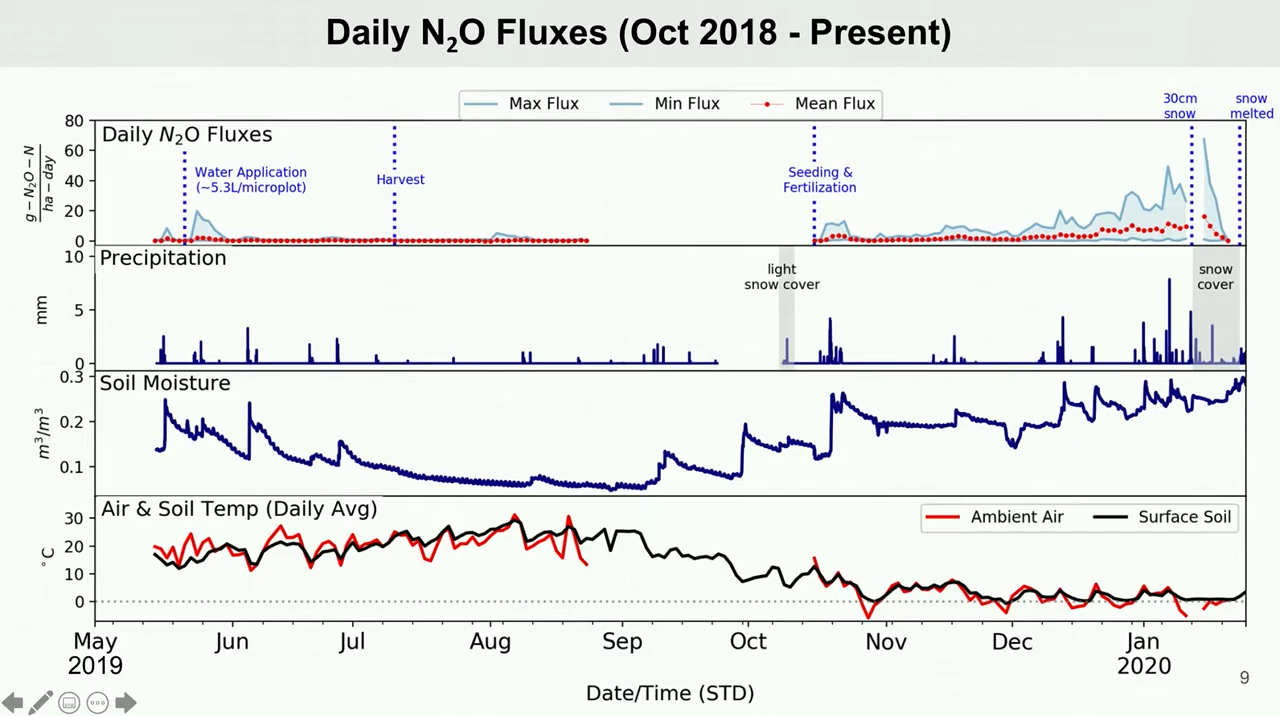 Daily N₂O Fluxes (Oct 2018 - Present)
Max Flux Min Flux Mean Flux
30cm snow
snow melted
Daily N₂O Fluxes
g−N₂O−N
ha−day
80
60
40
20
0
Water Application
(~5.3L/microplot)
Harvest
Seeding &
Fertilization
Precipitation
mm
10
5
0
light
snow cover
snow
cover
Soil Moisture
m³/m³
0.3
0.2
0.1
Air & Soil Temp (Daily Avg)
Ambient Air Surface Soil
°C
30
20
10
0
May Jun Jul Aug Sep Oct Nov Dec Jan
2019 2020
Date/Time (STD)
9